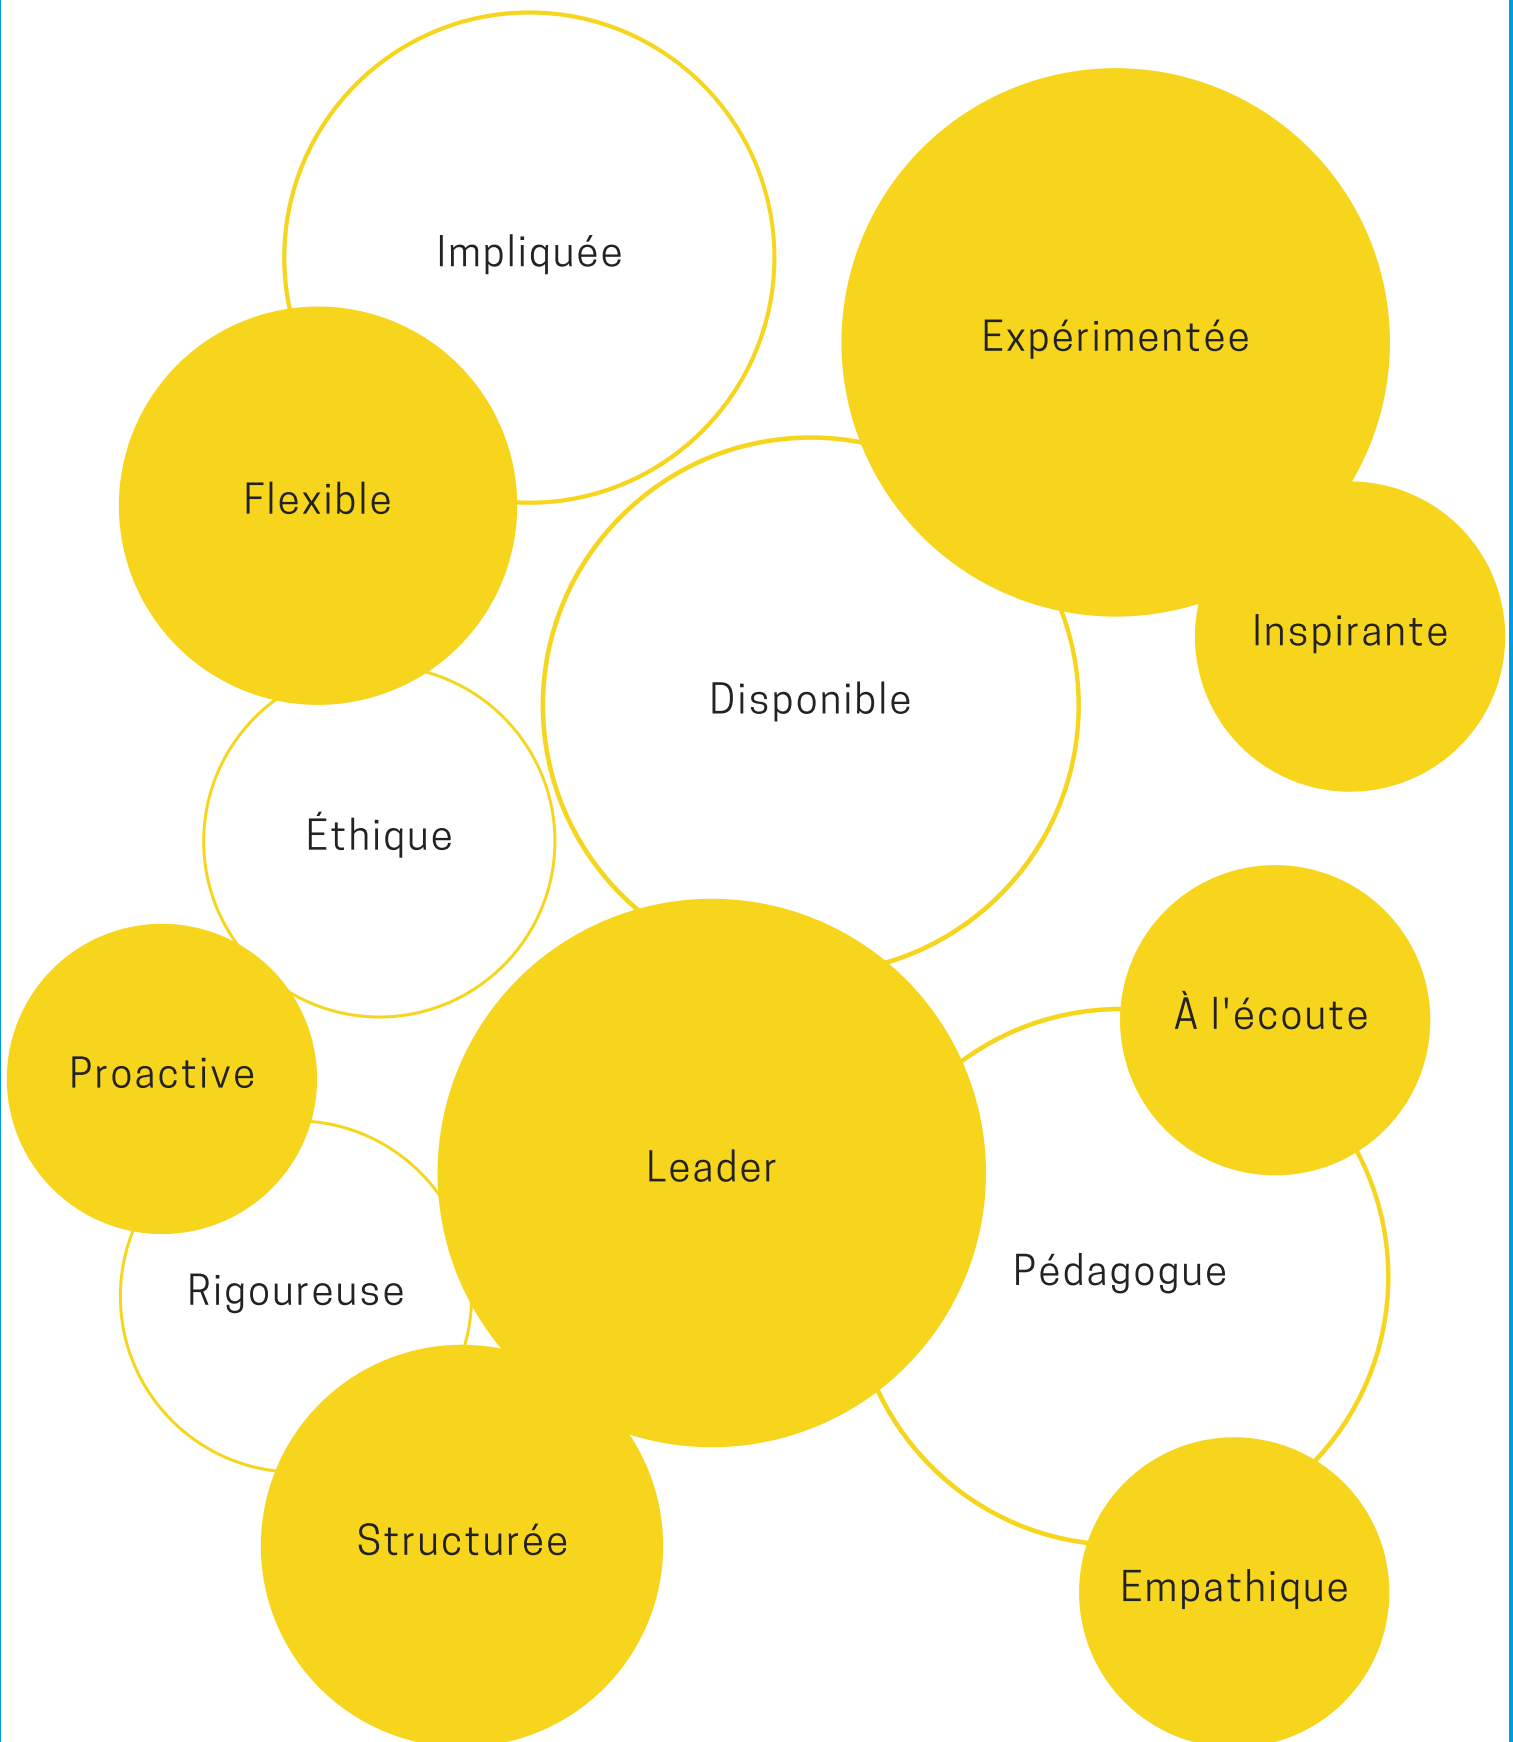 Impliquée
Expérimentée
Flexible
Inspirante
Disponible
Éthique
À l'écoute
Proactive
Leader
Pédagogue
Rigoureuse
Structurée
Empathique